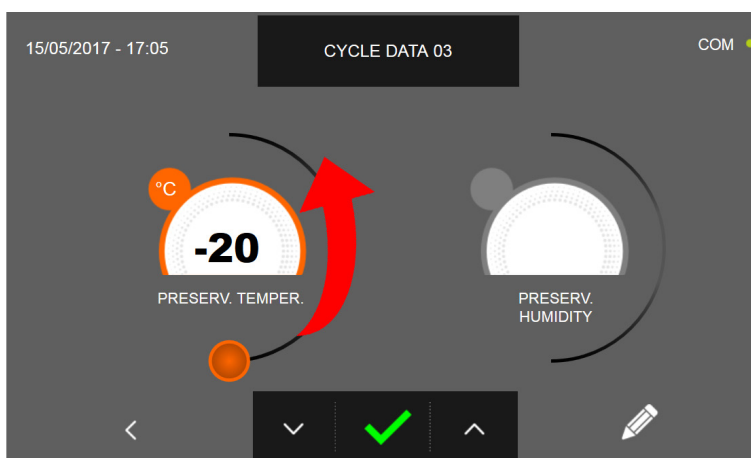 15/05/2017 - 17:05
CYCLE DATA 03
COM
°C
-20
PRESERV. TEMPER.
PRESERV.
HUMIDITY